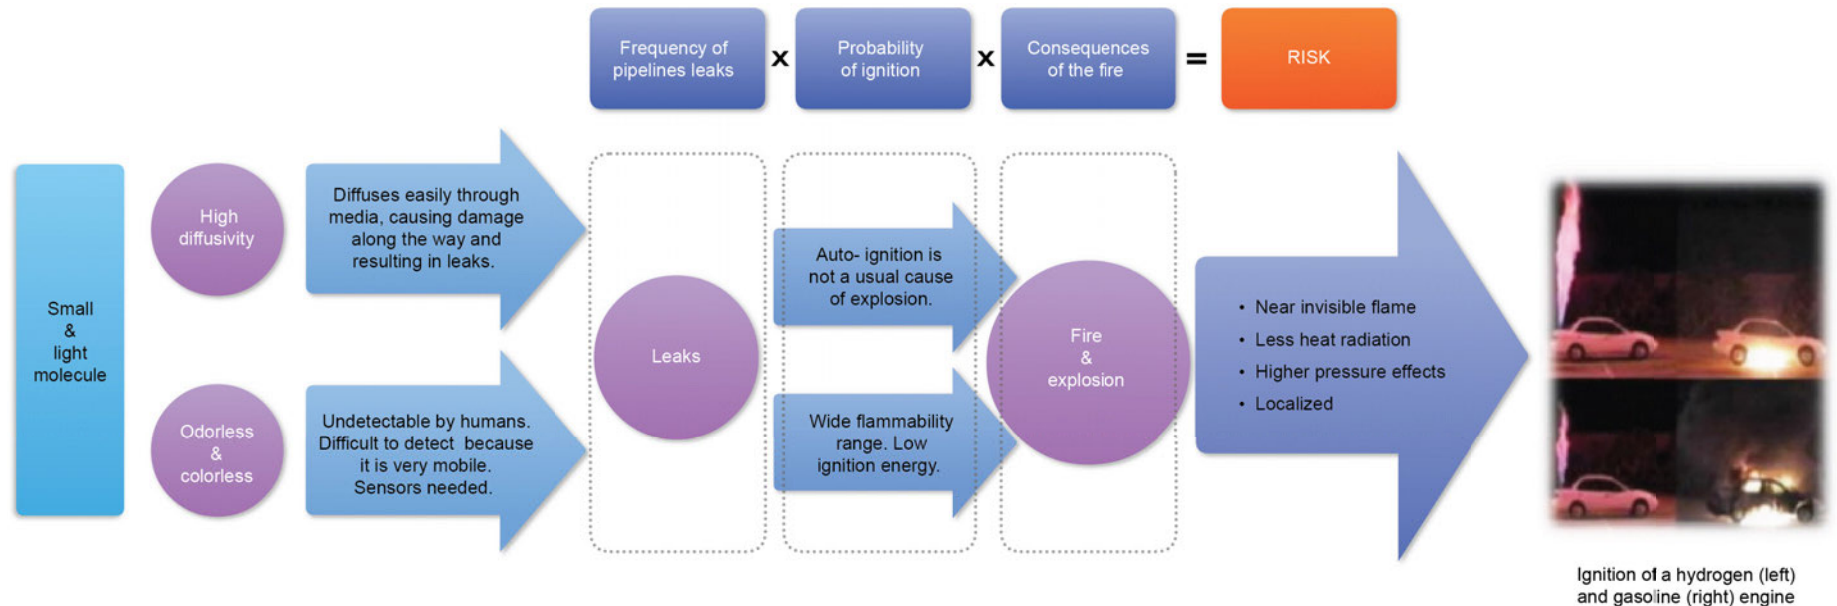 Frequency of
pipelines leaks
x
Probability
of ignition
x
Consequences
of the fire
=
RISK
Small
&
light
molecule
High
diffusivity
Diffuses easily through
media, causing damage
along the way and
resulting in leaks.
Odorless
&
colorless
Undetectable by humans.
Difficult to detect because
it is very mobile.
Sensors needed.
Leaks
Auto- ignition is
not a usual cause
of explosion.
Wide flammability
range. Low
ignition energy.
Fire
&
explosion
• Near invisible flame
• Less heat radiation
• Higher pressure effects
• Localized
Ignition of a hydrogen (left)
and gasoline (right) engine